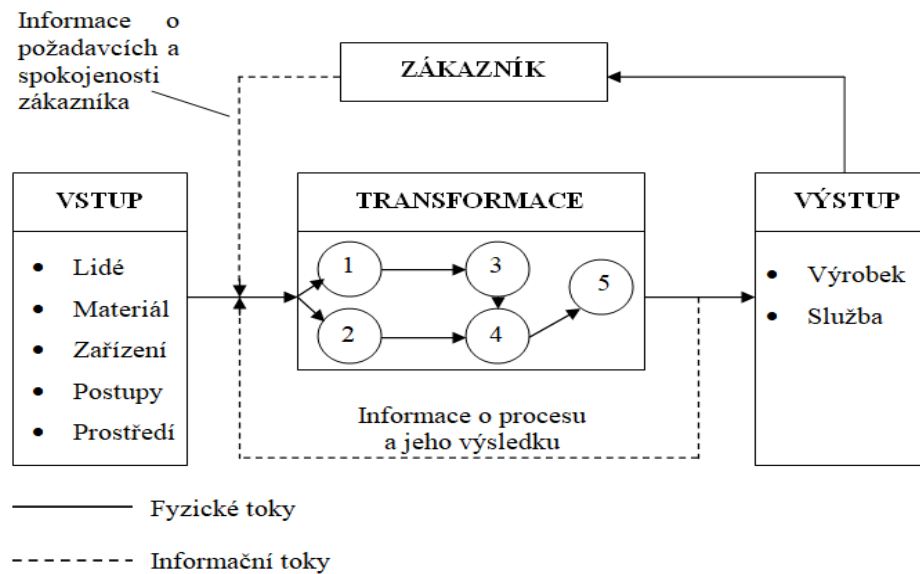 Informace o
požadavcích a
spokojenosti
zákazníka
ZÁKAZNÍK
VSTUP
Lidé
Materiál
Zařízení
Postupy
Prostředí
TRANSFORMACE
1
3
5
2
4
VÝSTUP
Výrobek
Služba
Informace o procesu
a jeho výsledku
Fyzické toky
Informační toky